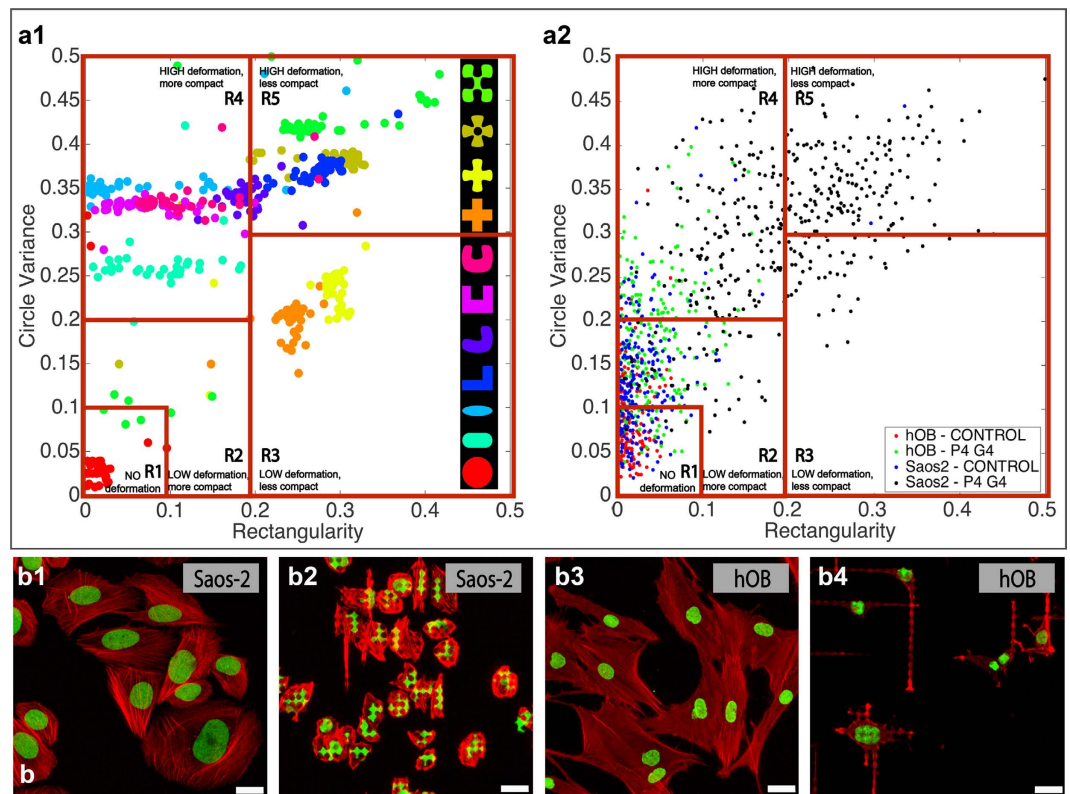 a1
0.5
0.45
0.4
0.35
0.3
0.25
0.2
0.15
0.1
0.05
0
Circle Variance
HIGH deformation,
more compact
R4
HIGH deformation,
less compact
R5
R1
NO
deformation
R2
LOW deformation,
more compact
R3
LOW deformation,
less compact
0
0.1
0.2
0.3
0.4
0.5
Rectangularity
a2
0.5
0.45
0.4
0.35
0.3
0.25
0.2
0.15
0.1
0.05
0
Circle Variance
HIGH deformation,
more compact
R4
HIGH deformation,
less compact
R5
R1
NO
deformation
R2
LOW deformation,
more compact
R3
LOW deformation,
less compact
hOB - CONTROL
hOB - P4 G4
Saos2 - CONTROL
Saos2 - P4 G4
0
0.1
0.2
0.3
0.4
0.5
Rectangularity
b1
Saos-2
b
b2
Saos-2
b3
hOB
b4
hOB